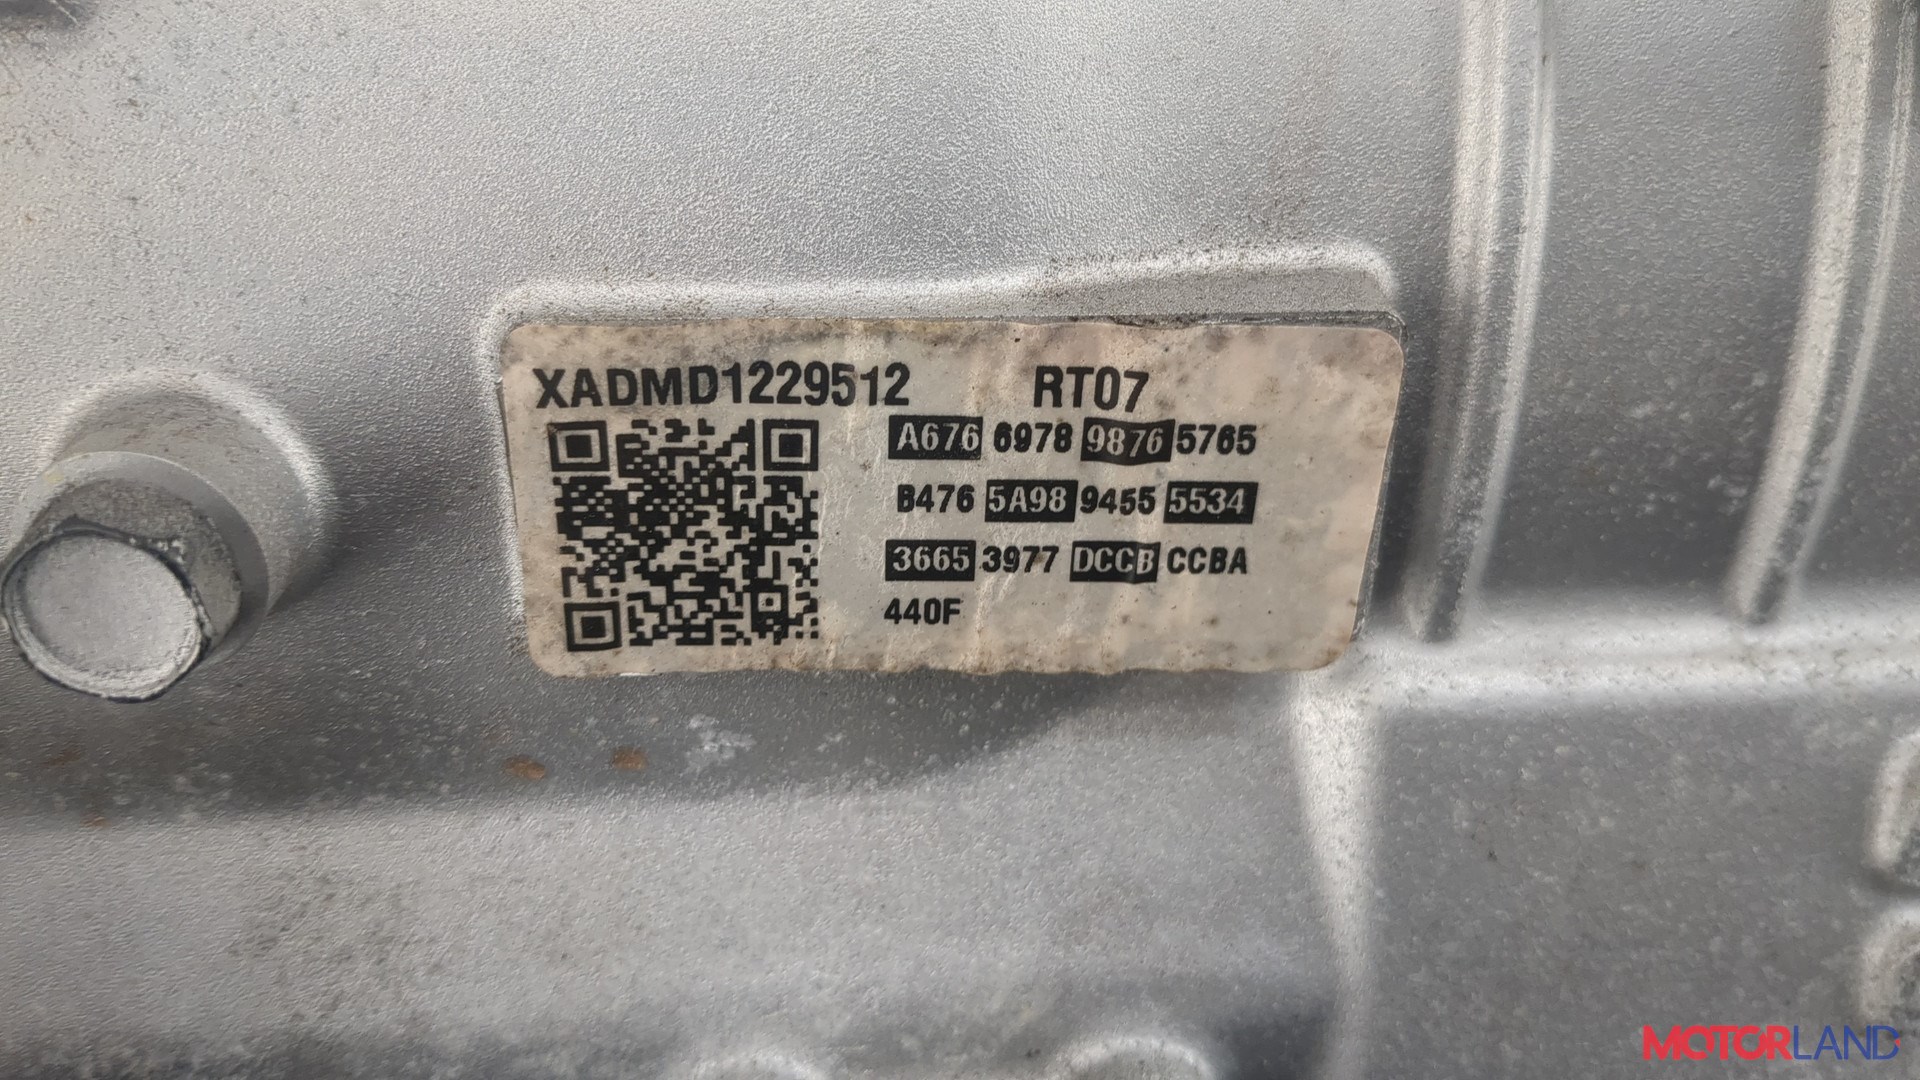 XADMD1229512 RT07
A676 6978 9876 5765
B476 5A98 9455 5534
3665 3977 DCCB CCBA
440F
MOTORLAND